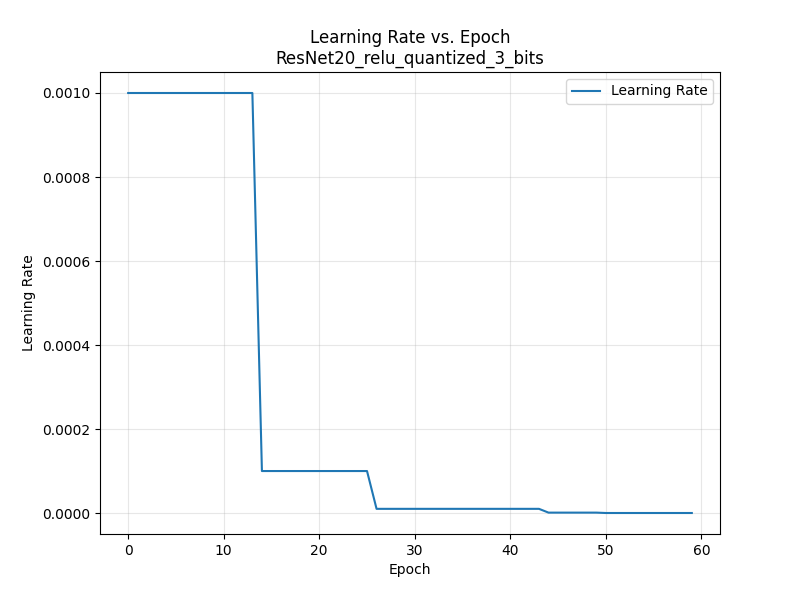 Learning Rate vs. Epoch
ResNet20_relu_quantized_3_bits
Learning Rate
0.0010
0.0008
0.0006
0.0004
0.0002
0.0000
Learning Rate
0 10 20 30 40 50 60
Epoch